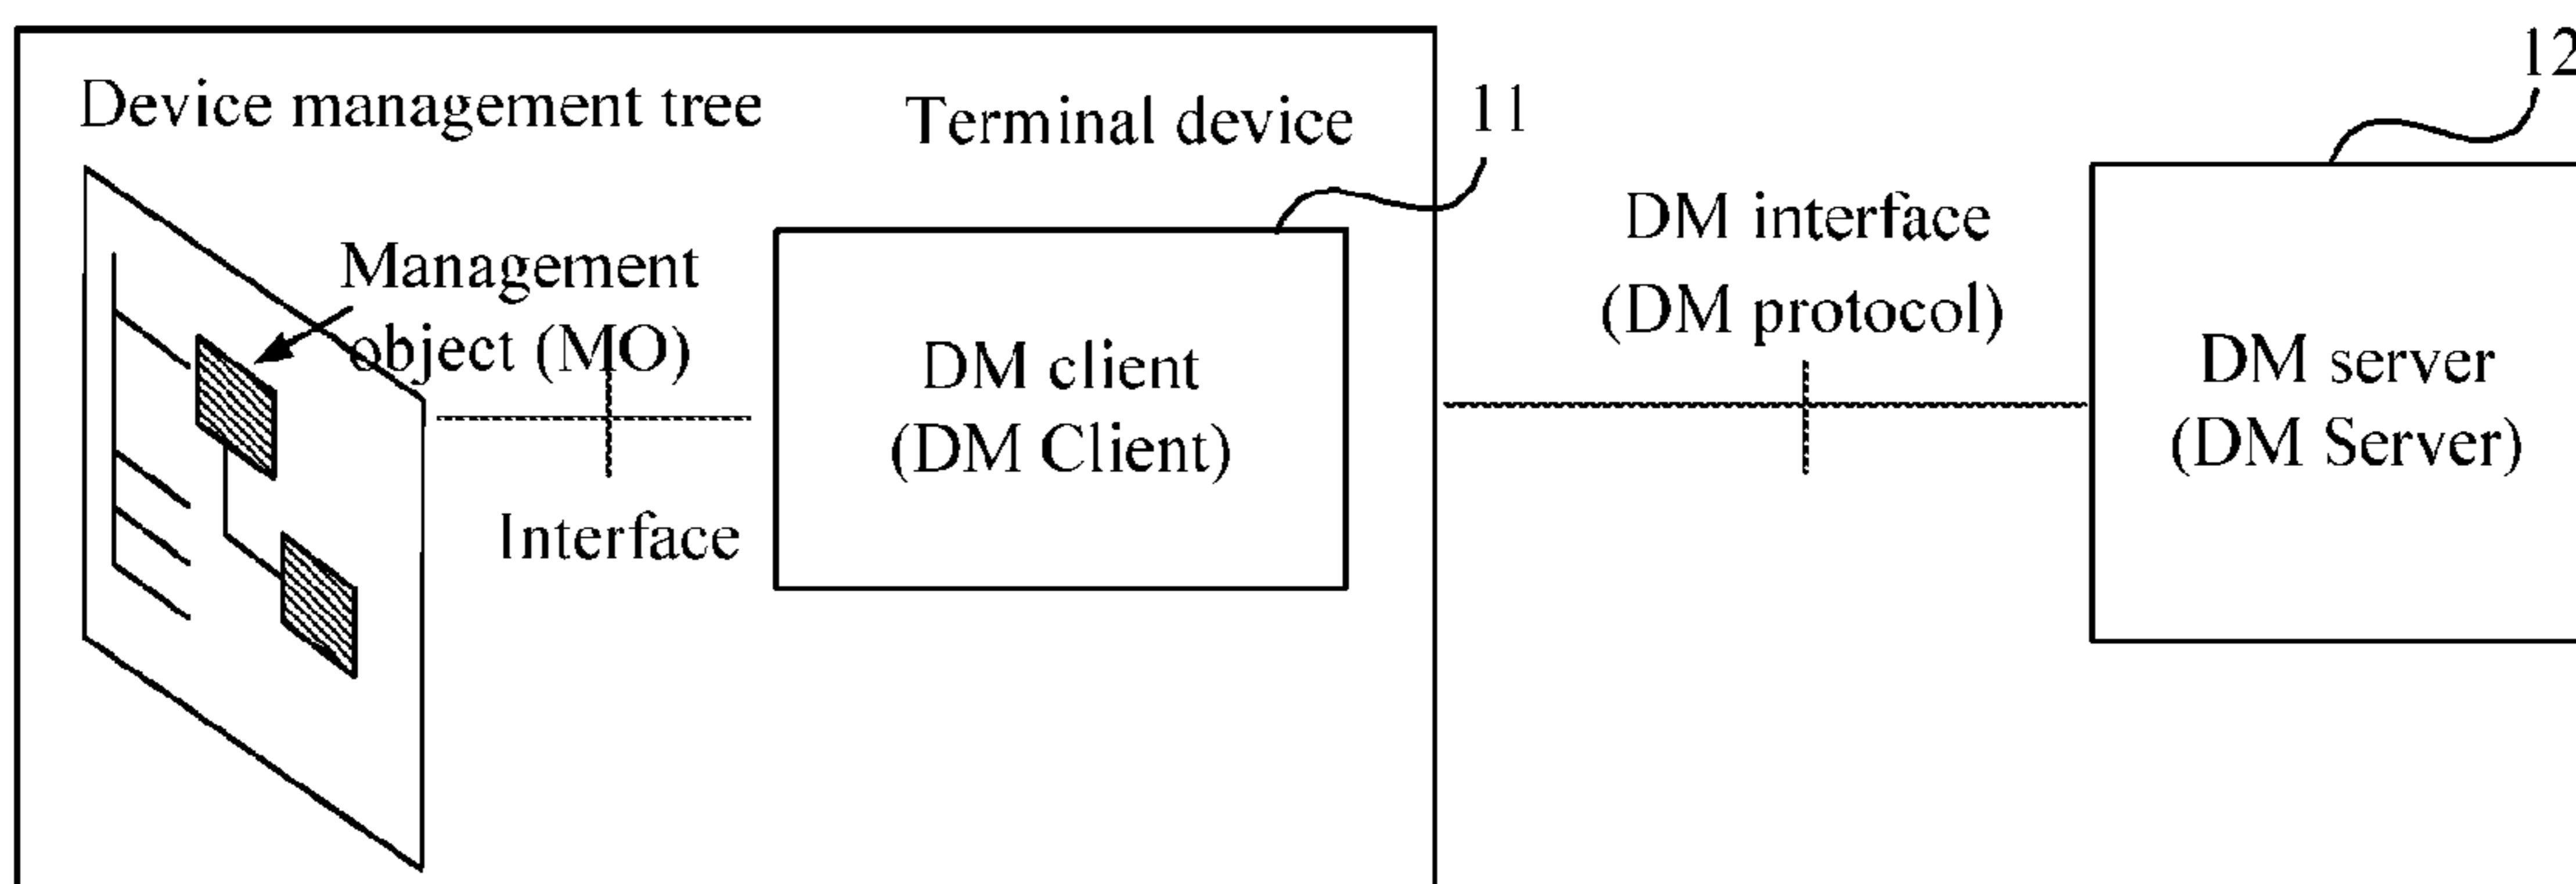 Device management tree
Terminal device
11
12
Management
object (MO)
Interface
DM client
(DM Client)
DM interface
(DM protocol)
DM server
(DM Server)